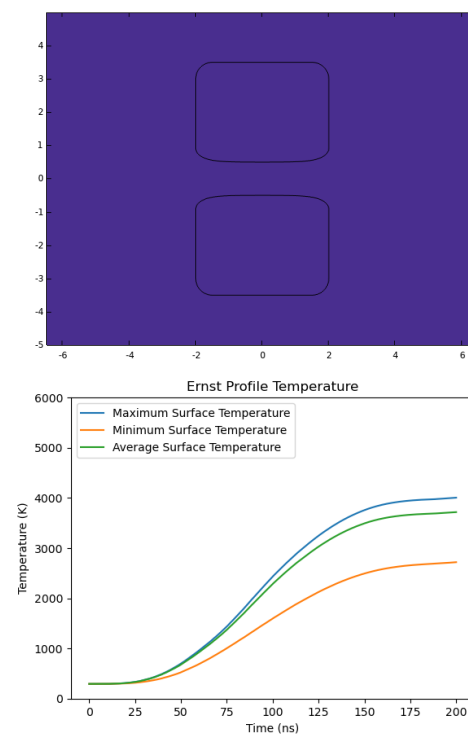 4
3
2
1
0
-1
-2
-3
-4
-5
-6 -4 -2 0 2 4 6
Ernst Profile Temperature
6000
5000
4000
3000
2000
1000
0
Maximum Surface Temperature
Minimum Surface Temperature
Average Surface Temperature
Temperature (K)
0 25 50 75 100 125 150 175 200
Time (ns)